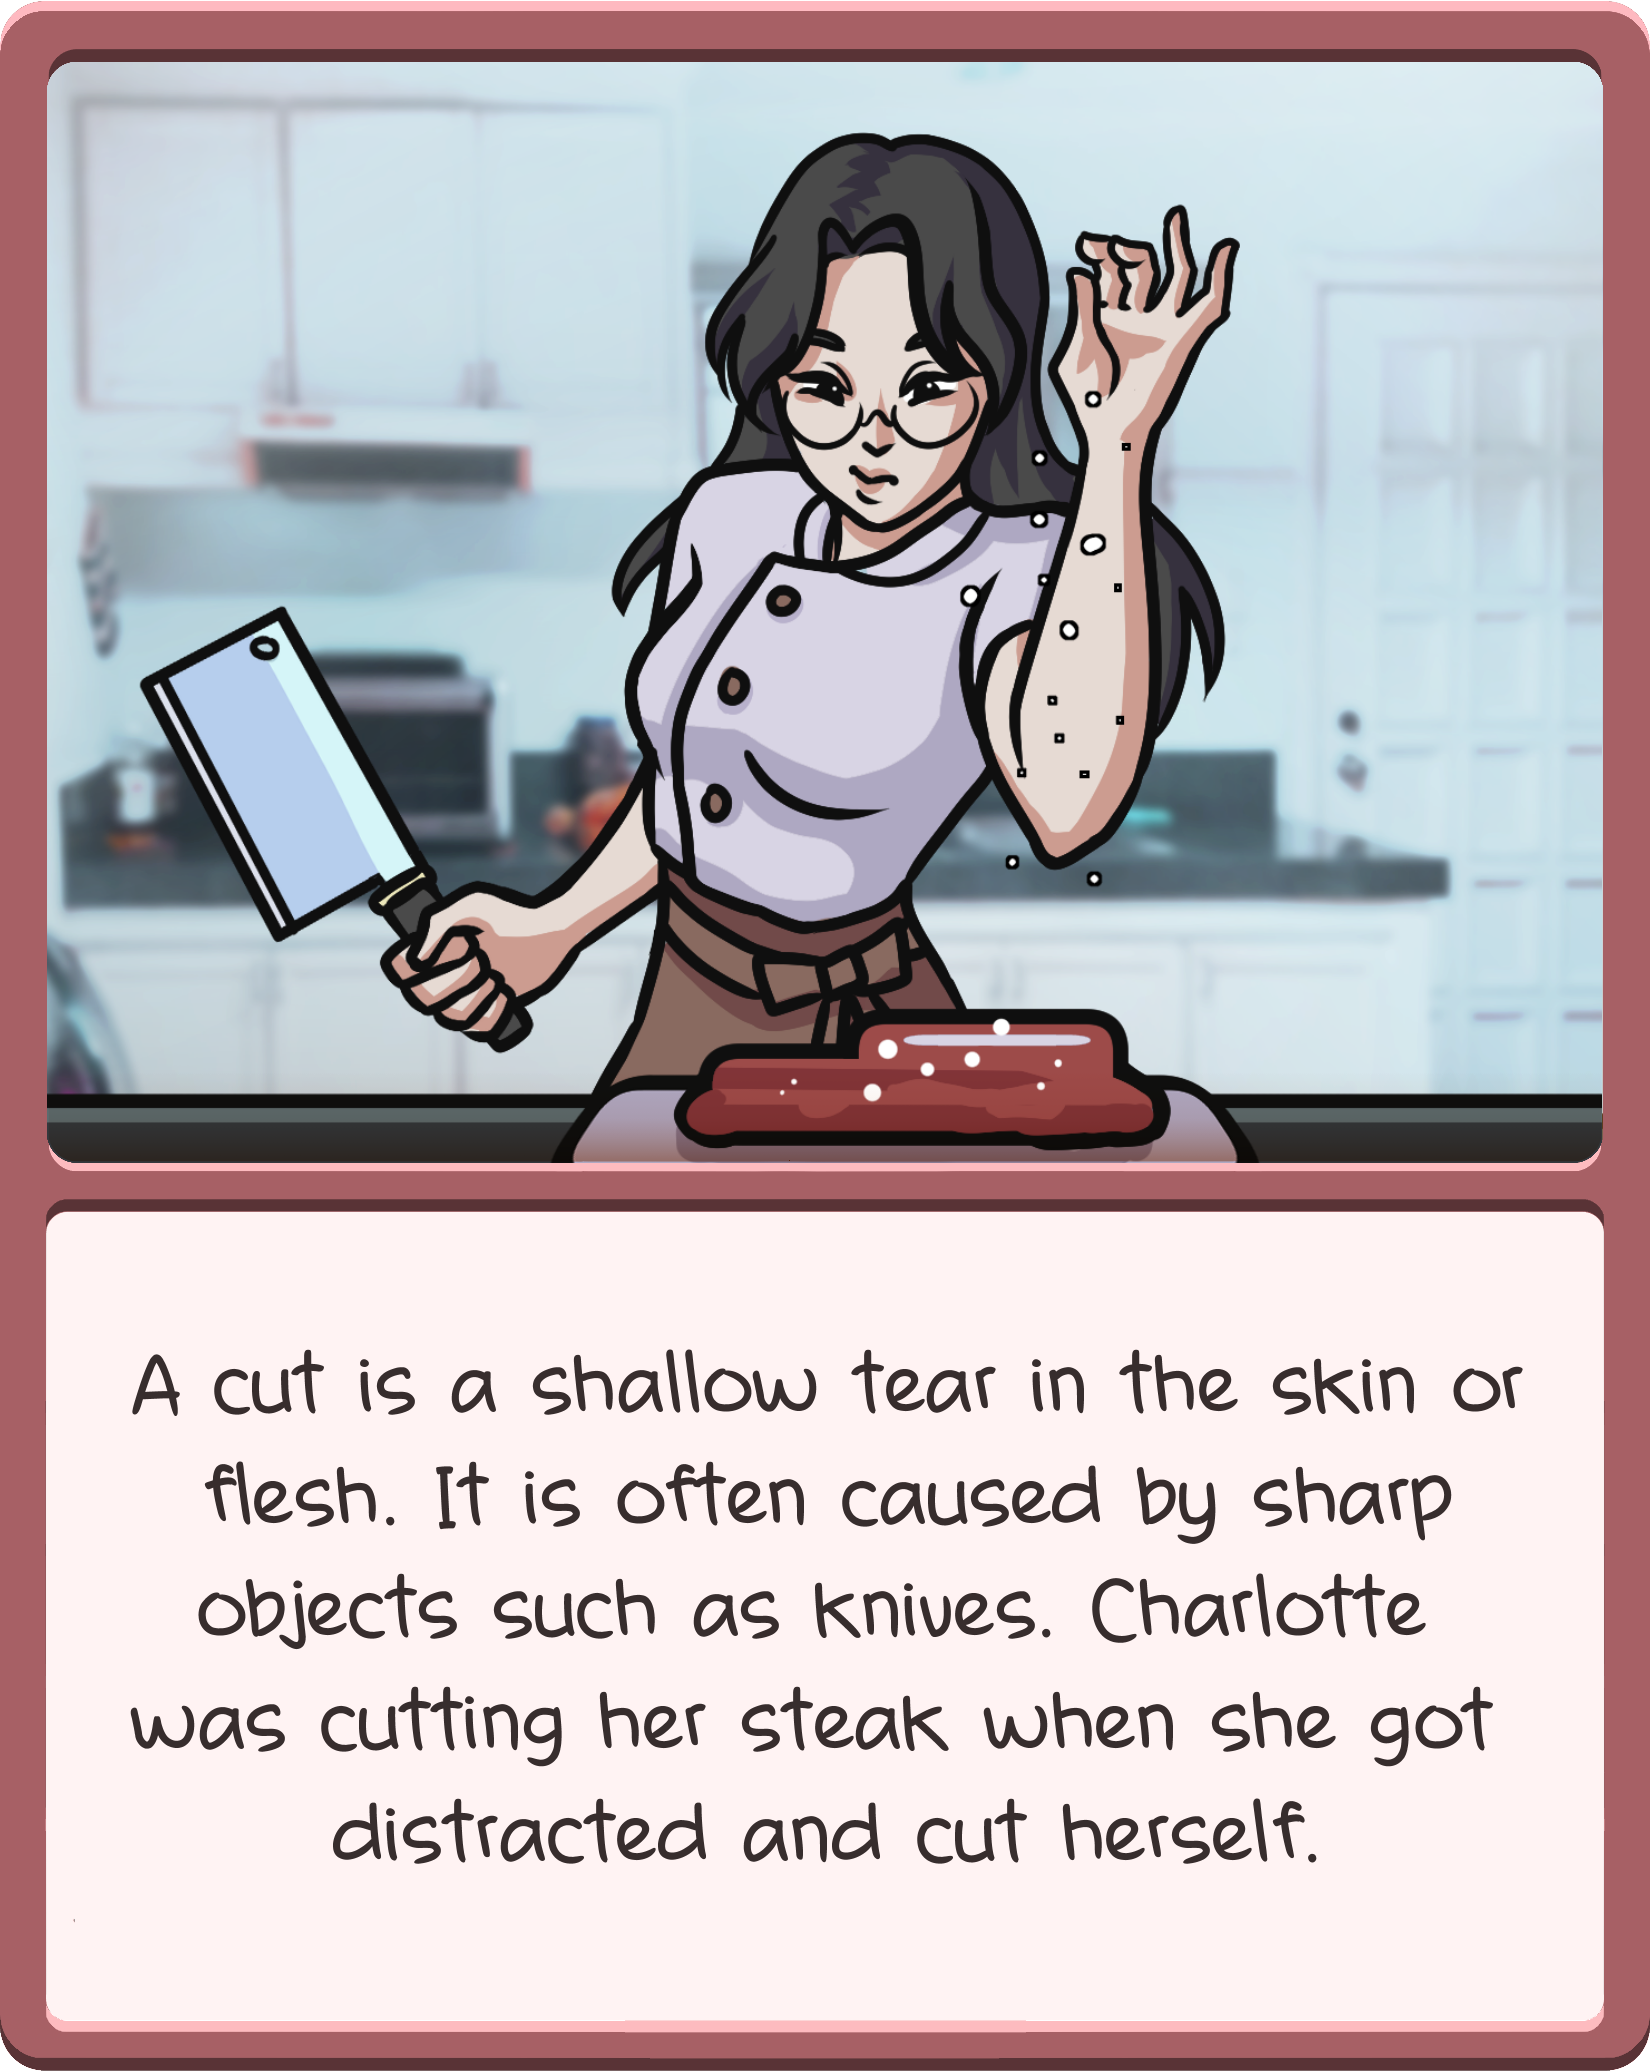 A cut is a shallow tear in the skin or
flesh. It is often caused by sharp
objects such as knives. Charlotte
was cutting her steak when she got
distracted and cut herself.